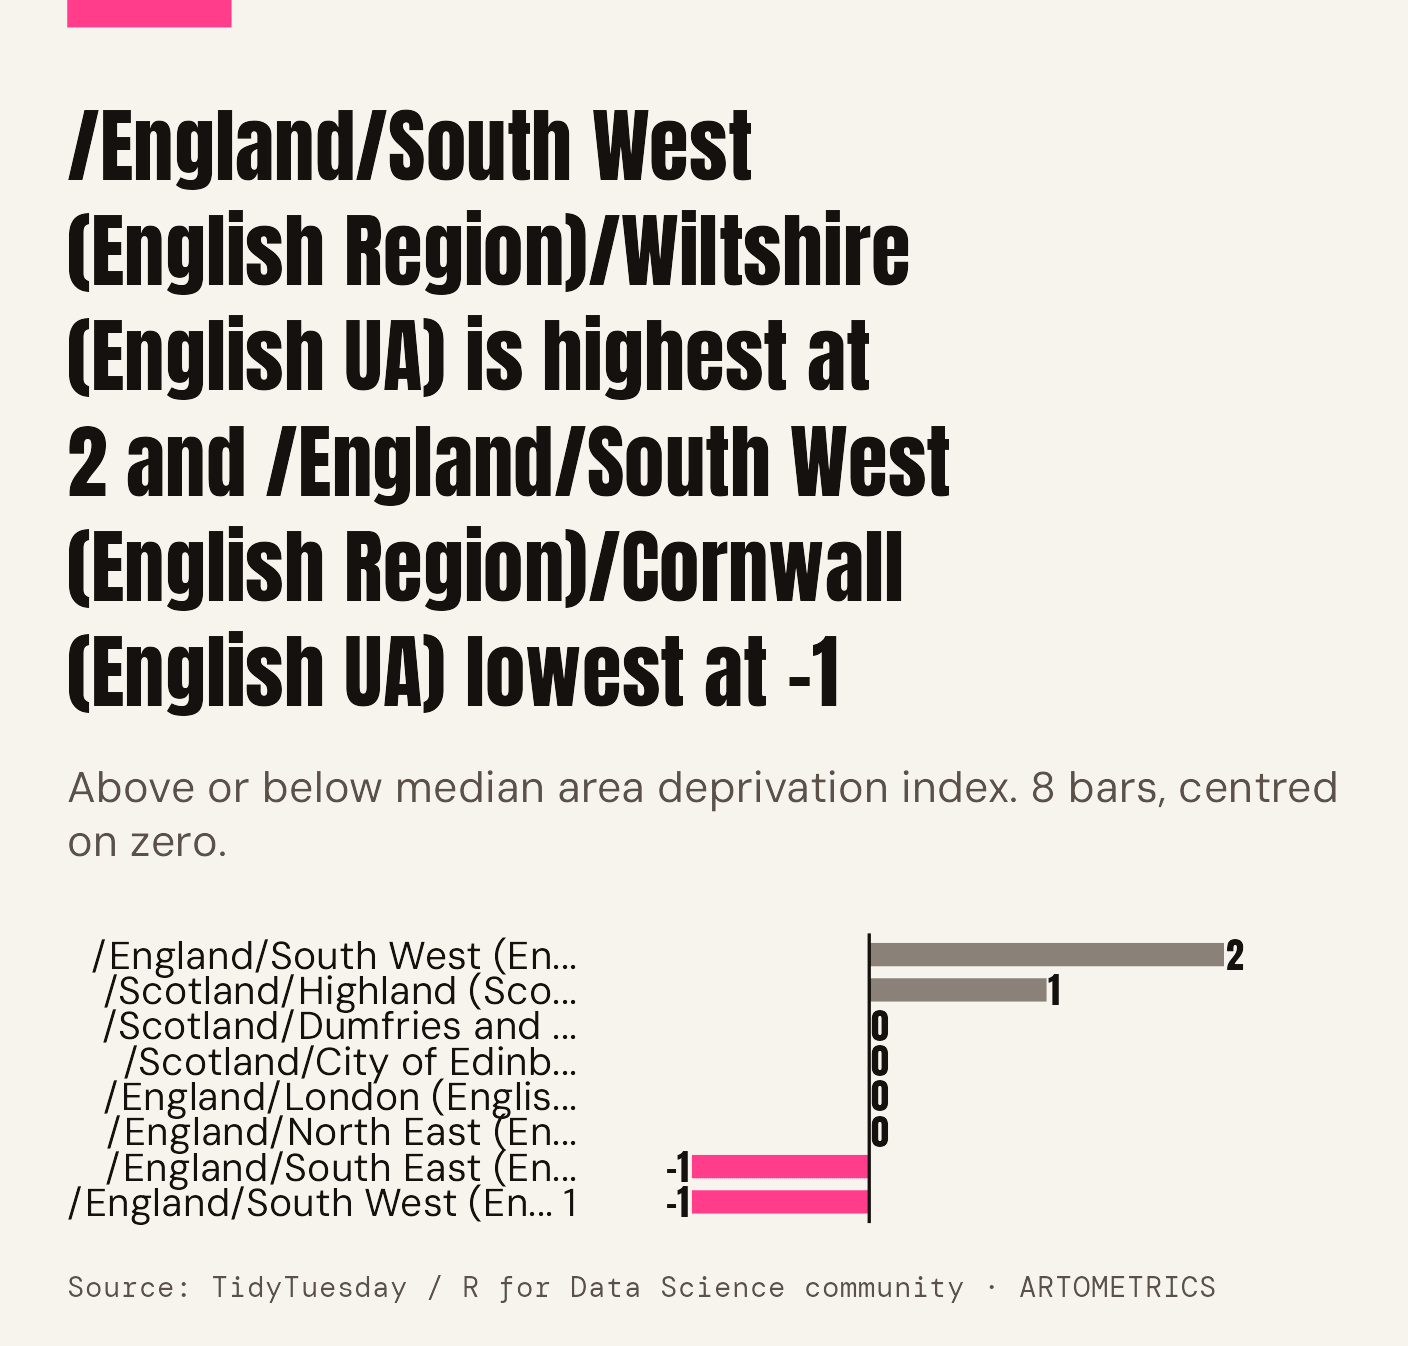 /England/South West
(English Region)/Wiltshire
(English UA) is highest at
2 and /England/South West
(English Region)/Cornwall
(English UA) lowest at -1
Above or below median area deprivation index. 8 bars, centred
on zero.
/England/South West (En... 2
/Scotland/Highland (Sco... 1
/Scotland/Dumfries and ... 0
/Scotland/City of Edinb... 0
/England/London (Englis... 0
/England/North East (En... 0
/England/South East (En... -1
/England/South West (En... 1 -1
Source: TidyTuesday / R for Data Science community · ARTOMETRICS